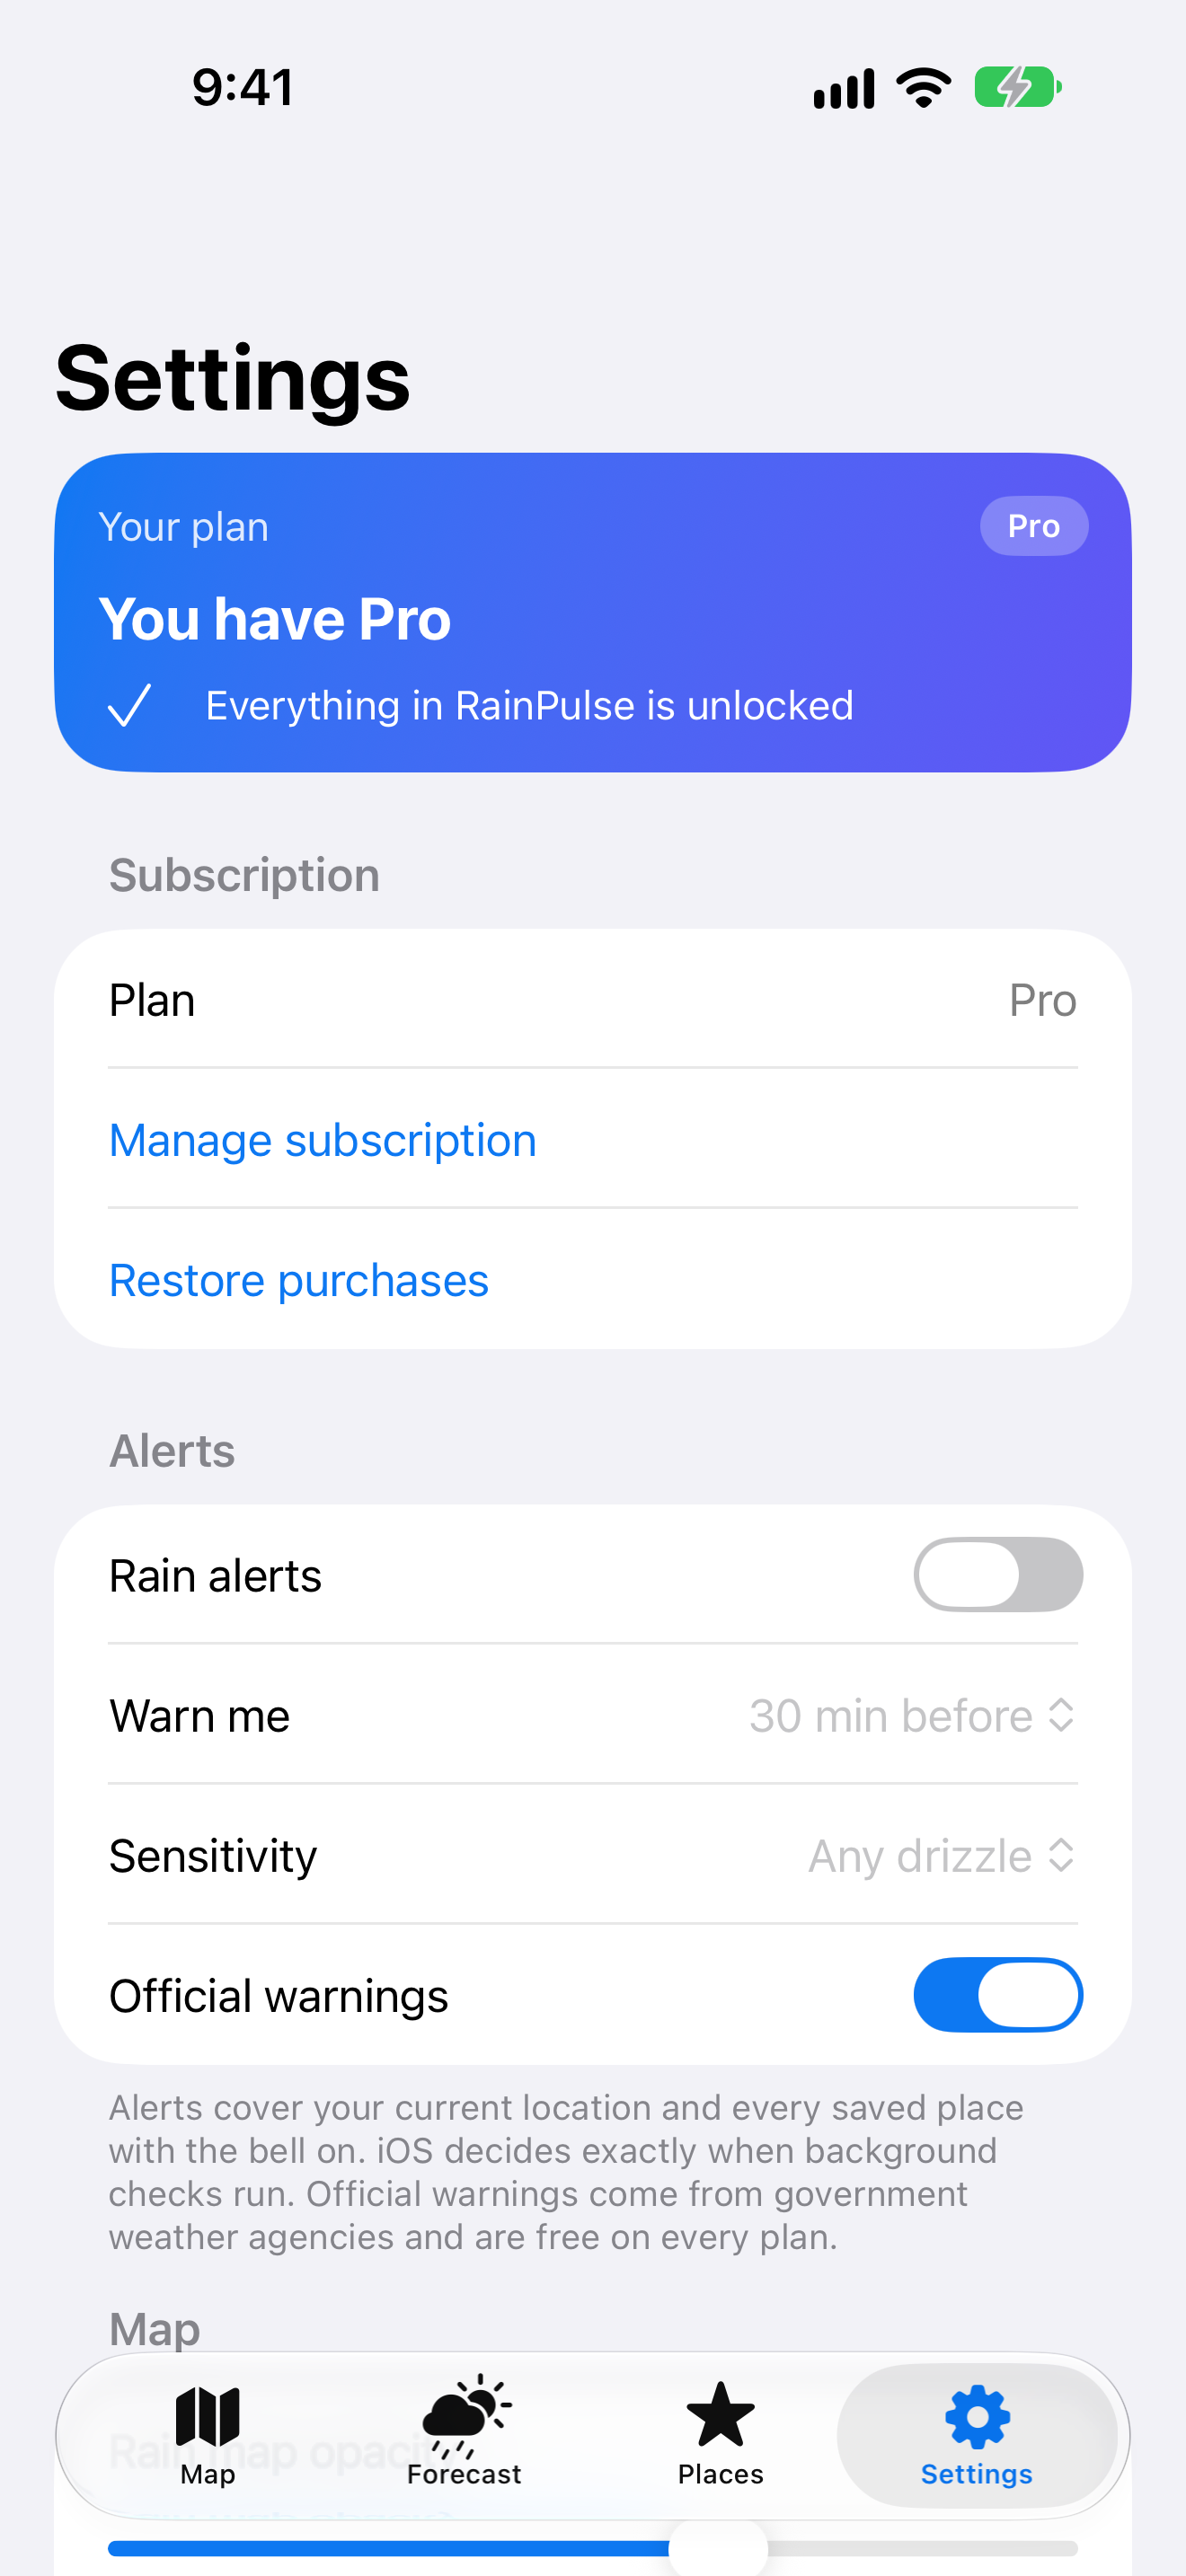 9:41
Settings
Your plan
Pro
You have Pro
Everything in RainPulse is unlocked
Subscription
Plan
Pro
Manage subscription
Restore purchases
Alerts
Rain alerts
Warn me
30 min before
Sensitivity
Any drizzle
Official warnings
Alerts cover your current location and every saved place
with the bell on. iOS decides exactly when background
checks run. Official warnings come from government
weather agencies and are free on every plan.
Map
Rain map opacity
Map
Forecast
Places
Settings